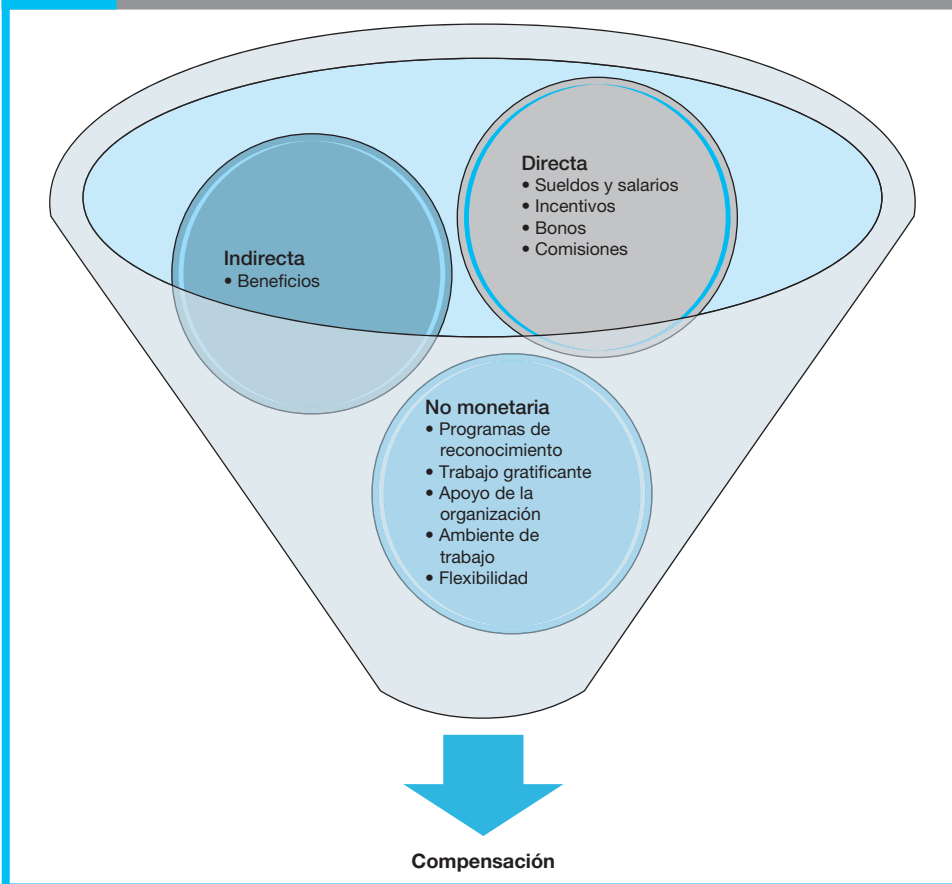 Directa
• Sueldos y salarios
• Incentivos
• Bonos
• Comisiones
Indirecta
• Beneficios
No monetaria
• Programas de
reconocimiento
• Trabajo gratificante
• Apoyo de la
organización
• Ambiente de
trabajo
• Flexibilidad
Compensación